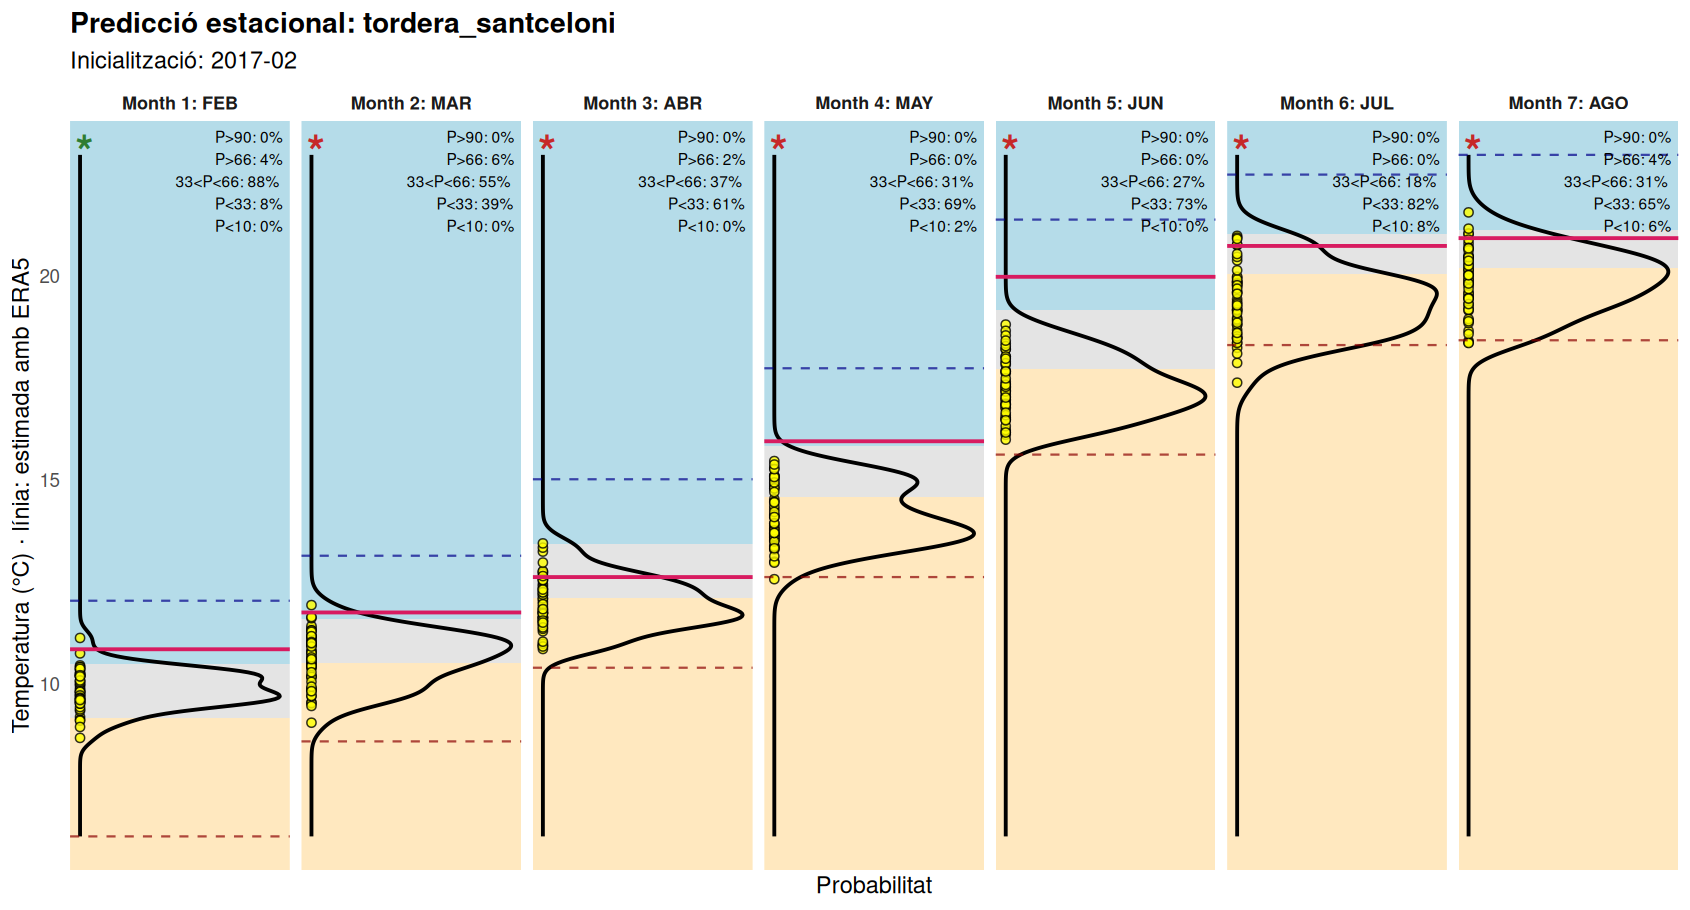 Predicció estacional: tordera_santceloni
Inicialització: 2017-02
Month 1: FEB
Month 2: MAR
Month 3: ABR
Month 4: MAY
Month 5: JUN
Month 6: JUL
Month 7: AGO
*
P>90: 0%
P>66: 4%
33<P<66: 88%
P<33: 8%
P<10: 0%
*
P>90: 0%
P>66: 6%
33<P<66: 55%
P<33: 39%
P<10: 0%
*
P>90: 0%
P>66: 2%
33<P<66: 37%
P<33: 61%
P<10: 0%
*
P>90: 0%
P>66: 0%
33<P<66: 31%
P<33: 69%
P<10: 2%
*
P>90: 0%
P>66: 0%
33<P<66: 27%
P<33: 73%
P<10: 0%
*
P>90: 0%
P>66: 0%
33<P<66: 18%
P<33: 82%
P<10: 8%
*
P>90: 0%
P>66: 4%
33<P<66: 31%
P<33: 65%
P<10: 6%
20
15
10
Temperatura (°C) · línia: estimada amb ERA5
Probabilitat